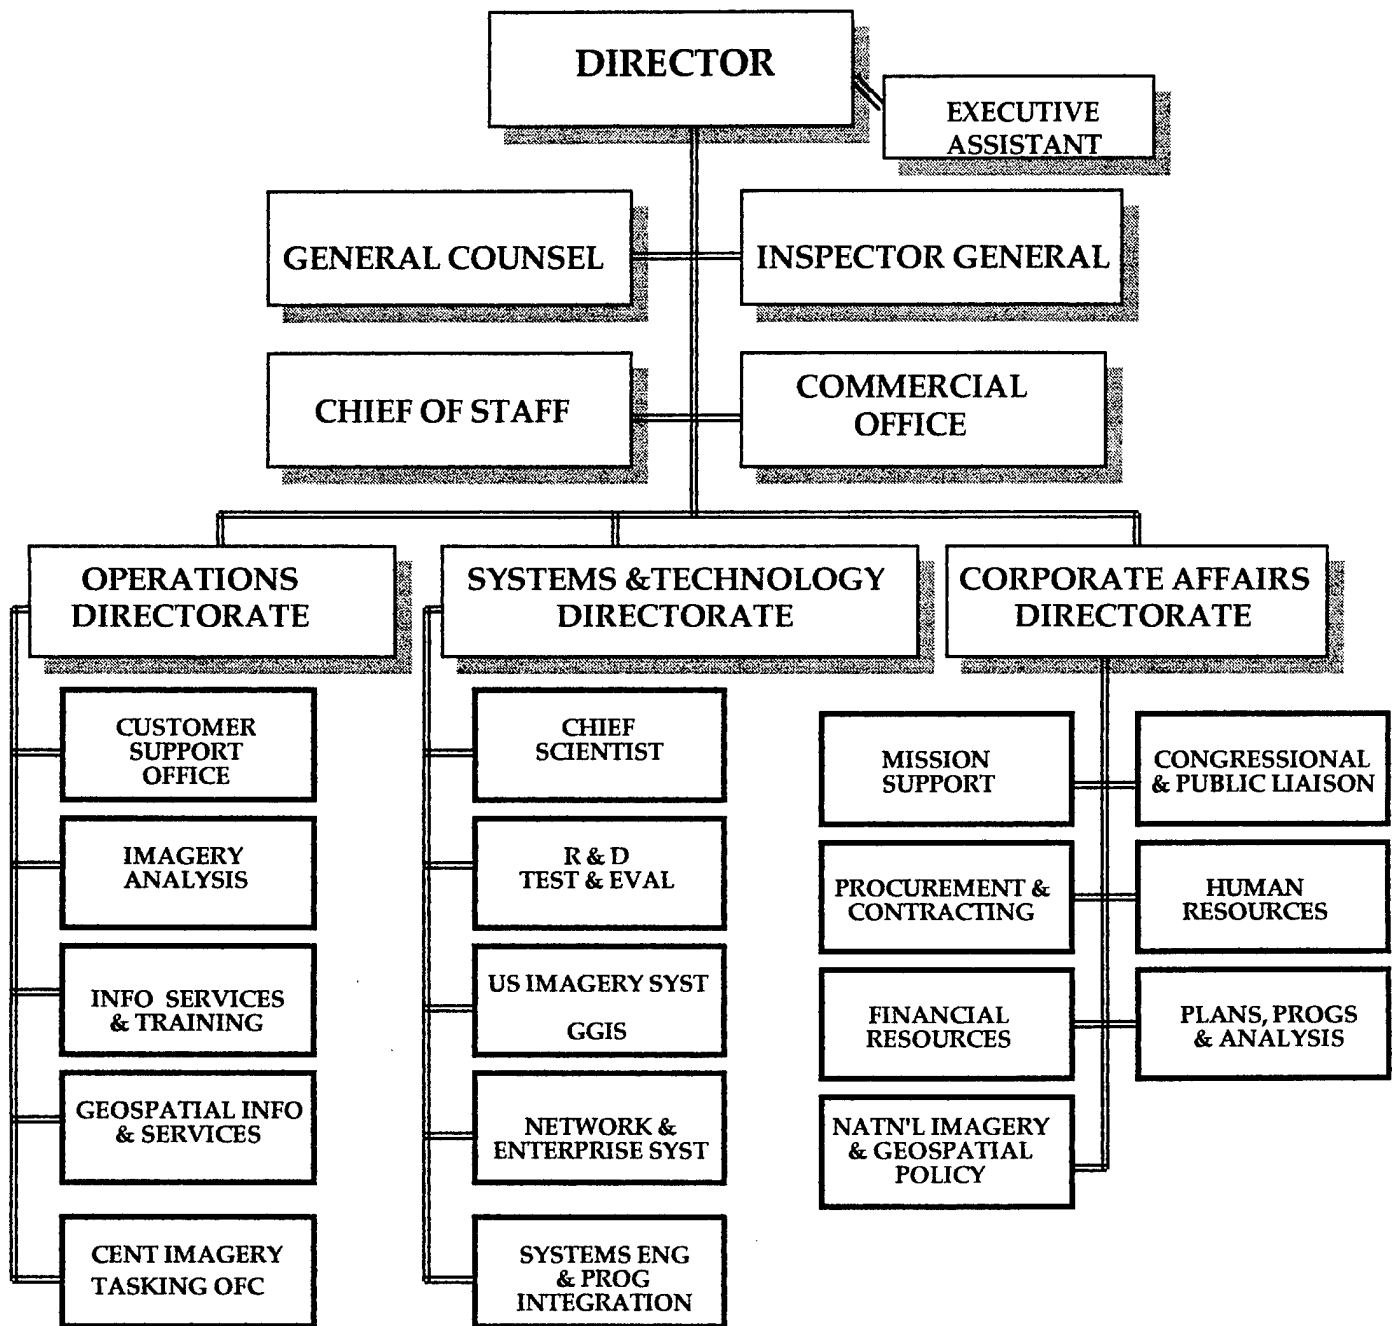 DIRECTOR
EXECUTIVE
ASSISTANT
GENERAL COUNSEL
INSPECTOR GENERAL
CHIEF OF STAFF
COMMERCIAL
OFFICE
OPERATIONS
DIRECTORATE
SYSTEMS &TECHNOLOGY
DIRECTORATE
CORPORATE AFFAIRS
DIRECTORATE
CUSTOMER
SUPPORT
OFFICE
IMAGERY
ANALYSIS
INFO SERVICES
& TRAINING
GEOSPATIAL INFO
& SERVICES
CENT IMAGERY
TASKING OFC
CHIEF
SCIENTIST
R & D
TEST & EVAL
US IMAGERY SYST
GGIS
NETWORK &
ENTERPRISE SYST
SYSTEMS ENG
& PROG
INTEGRATION
MISSION
SUPPORT
CONGRESSIONAL
& PUBLIC LIAISON
PROCUREMENT &
CONTRACTING
HUMAN
RESOURCES
FINANCIAL
RESOURCES
PLANS, PROGS
& ANALYSIS
NATN'L IMAGERY
& GEOSPATIAL
POLICY